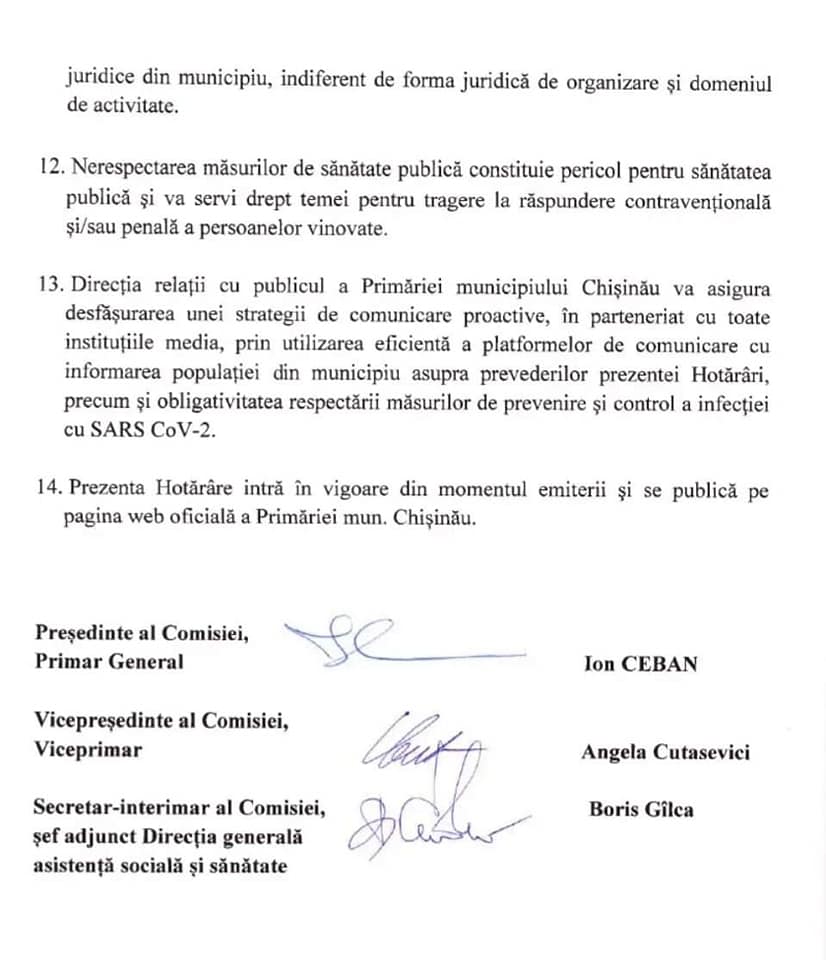 juridice din municipiu, indiferent de forma juridică de organizare și domeniul
de activitate.
12. Nerespectarea măsurilor de sănătate publică constituie pericol pentru sănătatea
publică și va servi drept temei pentru tragere la răspundere contravențională
și/sau penală a persoanelor vinovate.
13. Direcția relații cu publicul a Primăriei municipiului Chișinău va asigura
desfășurarea unei strategii de comunicare proactive, în parteneriat cu toate
instituțiile media, prin utilizarea eficientă a platformelor de comunicare cu
informarea populației din municipiu asupra prevederilor prezentei Hotărâri,
precum și obligativitatea respectării măsurilor de prevenire și control a infecției
cu SARS CoV-2.
14. Prezenta Hotărâre intră în vigoare din momentul emiterii și se publică pe
pagina web oficială a Primăriei mun. Chișinău.
Președinte al Comisiei,
Primar General
Ion CEBAN
Vicepreședinte al Comisiei,
Viceprimar
Angela Cutasevici
Secretar-interimar al Comisiei,
șef adjunct Direcția generală
asistență socială și sănătate
Boris Gîlca